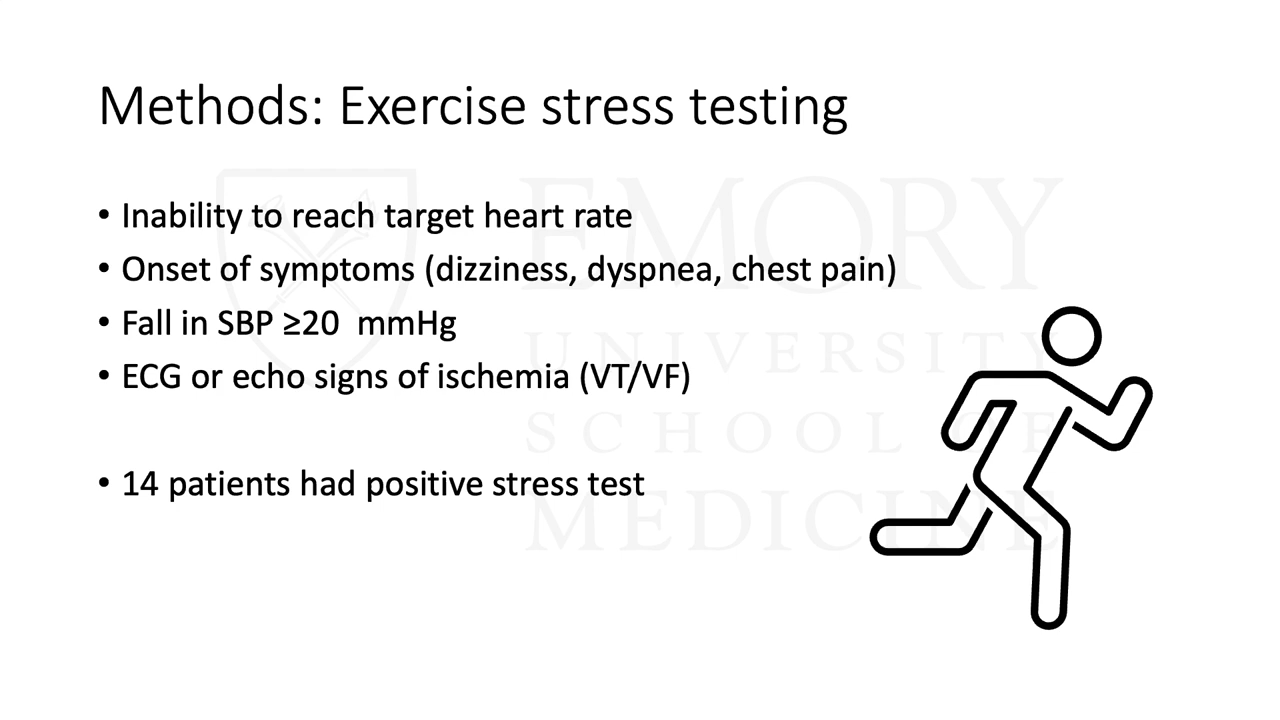 Methods: Exercise stress testing
• Inability to reach target heart rate
• Onset of symptoms (dizziness, dyspnea, chest pain)
• Fall in SBP ≥20  mmHg
• ECG or echo signs of ischemia (VT/VF)
• 14 patients had positive stress test
EMORY
UNIVERSITY
SCHOOL OF
MEDICINE